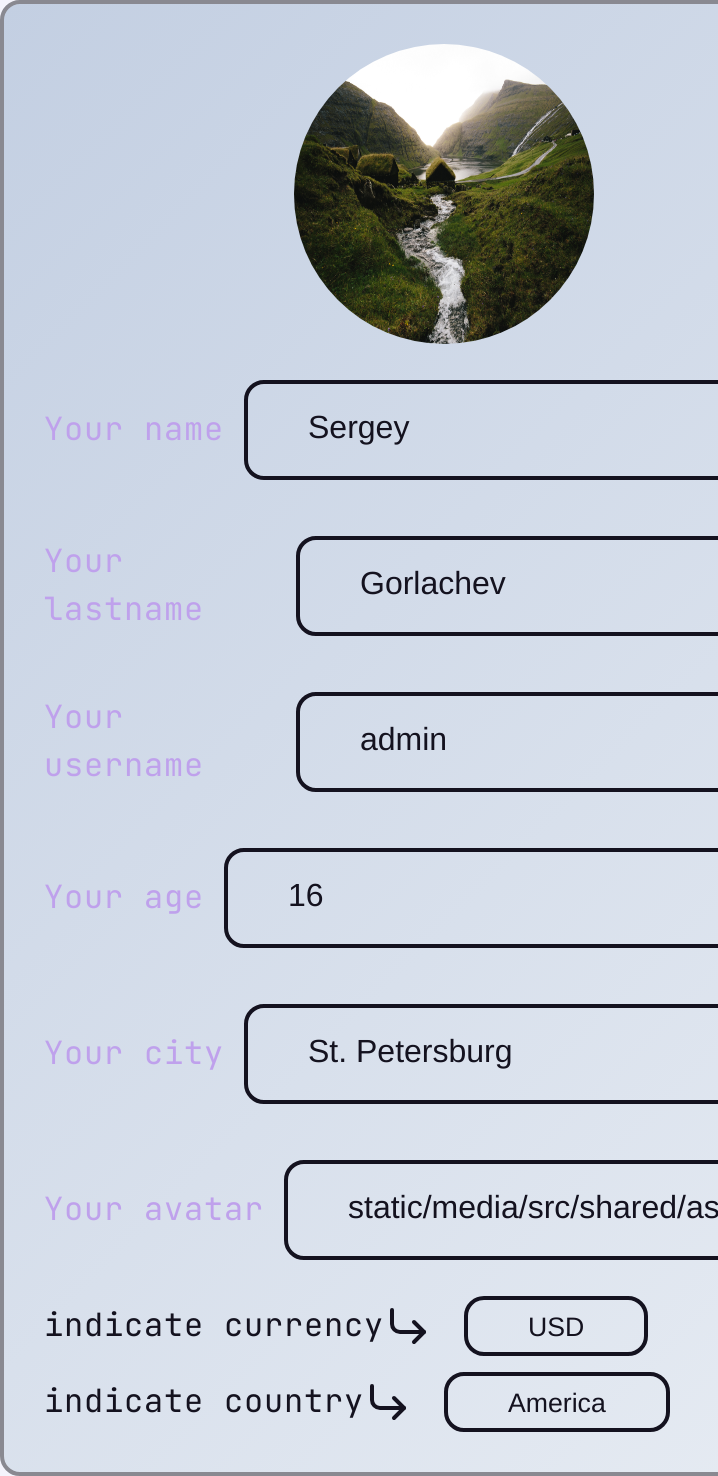 Your name Sergey
Your
lastname
Gorlachev
Your
username
admin
Your age 16
Your city St. Petersburg
Your avatar static/media/src/shared/as
indicate currency USD
indicate country America